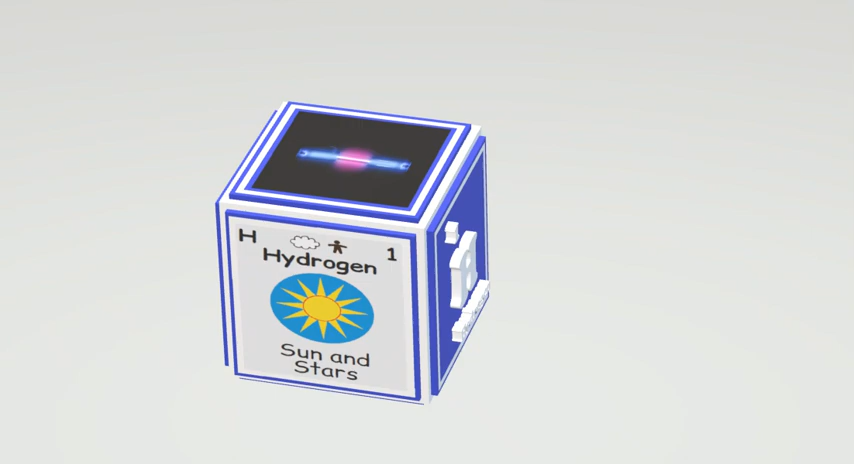 H
1
Hydrogen
Sun and
Stars
H